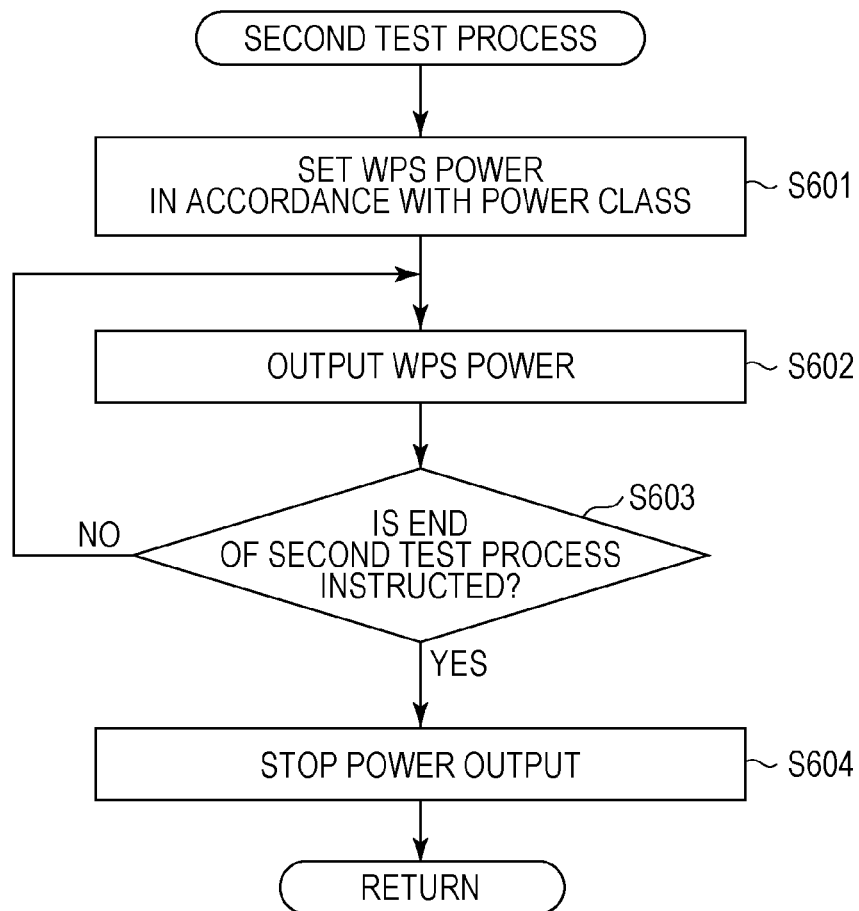 SECOND TEST PROCESS
SET WPS POWER
IN ACCORDANCE WITH POWER CLASS
S601
OUTPUT WPS POWER
S602
S603
IS END
OF SECOND TEST PROCESS
INSTRUCTED?
NO
YES
STOP POWER OUTPUT
S604
RETURN